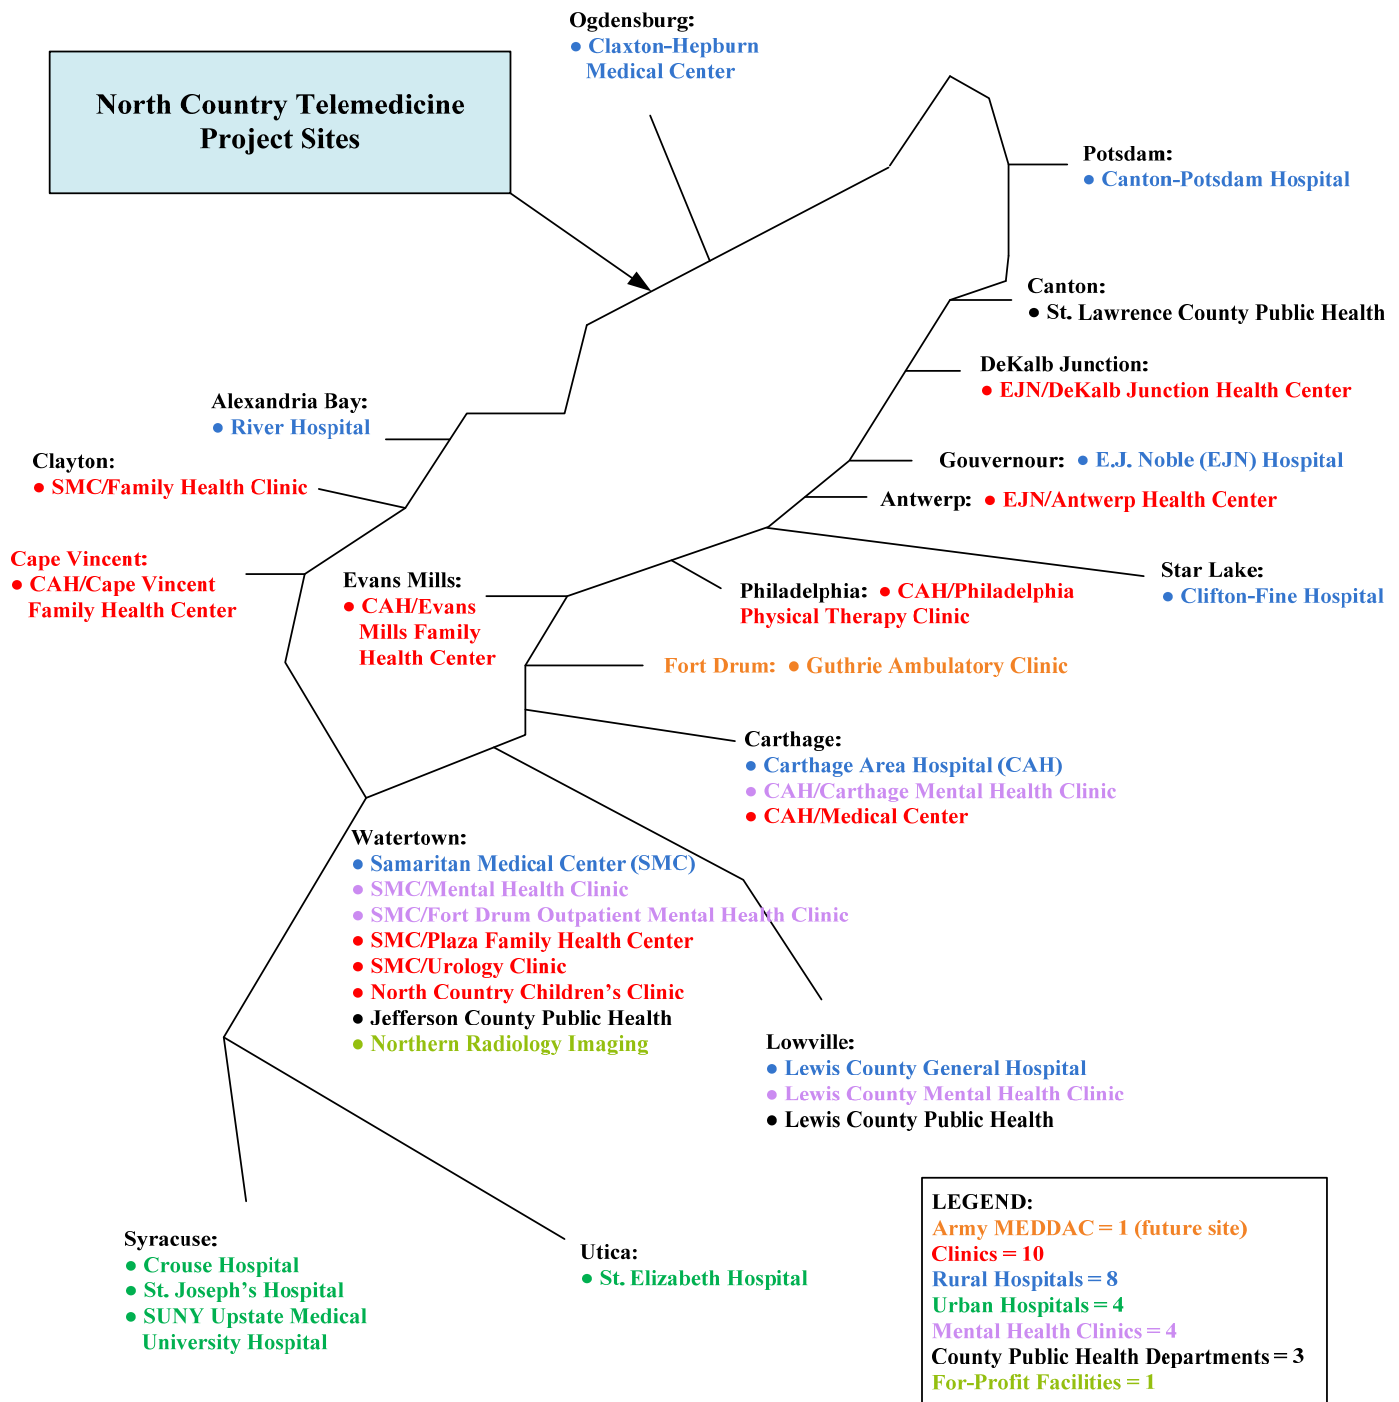 Ogdensburg:
● Claxton-Hepburn
Medical Center
North Country Telemedicine
Project Sites
Potsdam:
● Canton-Potsdam Hospital
Canton:
● St. Lawrence County Public Health
DeKalb Junction:
● EJN/DeKalb Junction Health Center
Alexandria Bay:
● River Hospital
Clayton:
● SMC/Family Health Clinic
Gouvernour: ● E.J. Noble (EJN) Hospital
Antwerp: ● EJN/Antwerp Health Center
Cape Vincent:
● CAH/Cape Vincent
Family Health Center
Evans Mills:
● CAH/Evans
Mills Family
Health Center
Philadelphia: ● CAH/Philadelphia
Physical Therapy Clinic
Star Lake:
● Clifton-Fine Hospital
Fort Drum: ● Guthrie Ambulatory Clinic
Carthage:
● Carthage Area Hospital (CAH)
● CAH/Carthage Mental Health Clinic
● CAH/Medical Center
Watertown:
● Samaritan Medical Center (SMC)
● SMC/Mental Health Clinic
● SMC/Fort Drum Outpatient Mental Health Clinic
● SMC/Plaza Family Health Center
● SMC/Urology Clinic
● North Country Children's Clinic
● Jefferson County Public Health
● Northern Radiology Imaging
Lowville:
● Lewis County General Hospital
● Lewis County Mental Health Clinic
● Lewis County Public Health
Syracuse:
● Crouse Hospital
● St. Joseph's Hospital
● SUNY Upstate Medical
University Hospital
Utica:
● St. Elizabeth Hospital
LEGEND:
Army MEDDAC = 1 (future site)
Clinics = 10
Rural Hospitals = 8
Urban Hospitals = 4
Mental Health Clinics = 4
County Public Health Departments = 3
For-Profit Facilities = 1